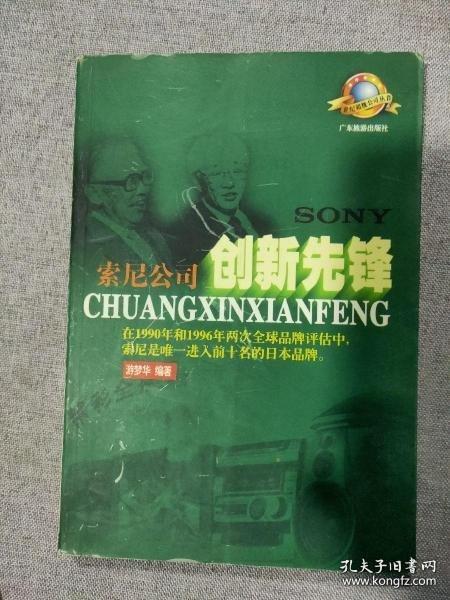 世纪超级公司丛书
广东旅游出版社
SONY
索尼公司 创新先锋
CHUANGXINXIANFENG
在1990年和1996年两次全球品牌评估中，
索尼是唯一进入前十名的日本品牌。
游梦华 编著
孔夫子旧书网
www.kongfz.com